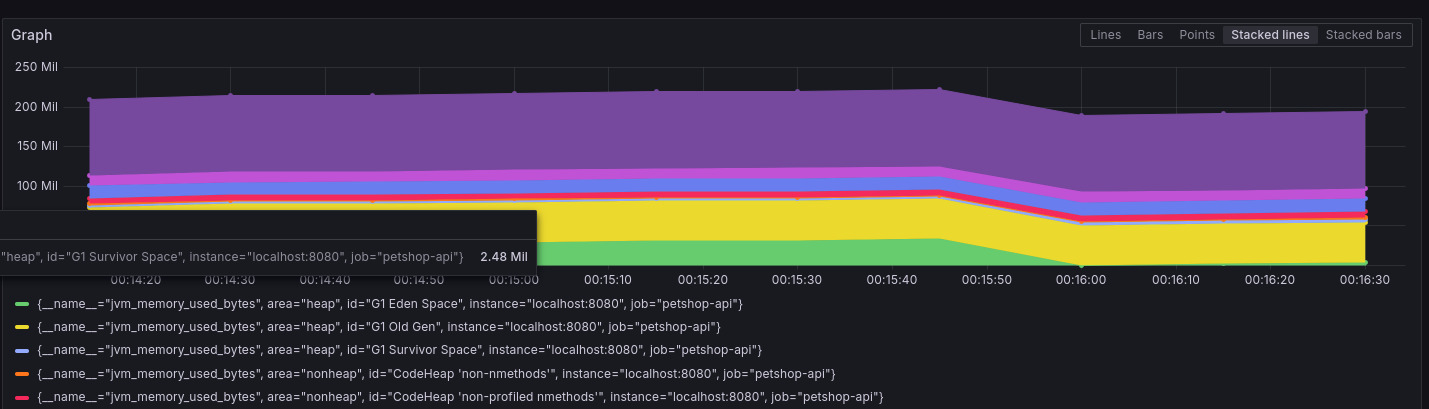 Graph
Lines Bars Points Stacked lines Stacked bars
250 Mil
200 Mil
150 Mil
100 Mil
"heap", id="G1 Survivor Space", instance="localhost:8080", job="petshop-api"} 2.48 Mil
00:14:20 00:14:30 00:14:40 00:14:50 00:15:00 00:15:10 00:15:20 00:15:30 00:15:40 00:15:50 00:16:00 00:16:10 00:16:20 00:16:30
{__name__="jvm_memory_used_bytes", area="heap", id="G1 Eden Space", instance="localhost:8080", job="petshop-api"}
{__name__="jvm_memory_used_bytes", area="heap", id="G1 Old Gen", instance="localhost:8080", job="petshop-api"}
{__name__="jvm_memory_used_bytes", area="heap", id="G1 Survivor Space", instance="localhost:8080", job="petshop-api"}
{__name__="jvm_memory_used_bytes", area="nonheap", id="CodeHeap 'non-nmethods'", instance="localhost:8080", job="petshop-api"}
{__name__="jvm_memory_used_bytes", area="nonheap", id="CodeHeap 'non-profiled nmethods'", instance="localhost:8080", job="petshop-api"}